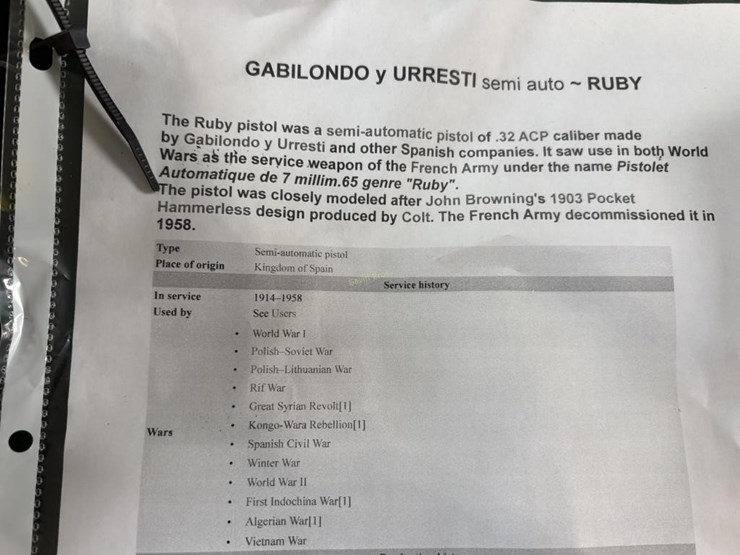 GABILONDO y URRESTI semi auto ~ RUBY
The Ruby pistol was a semi-automatic pistol of .32 ACP caliber made
by Gabilondo y Urresti and other Spanish companies. It saw use in both World
Wars as the service weapon of the French Army under the name Pistolet
Automatique de 7 millim.65 genre "Ruby".
The pistol was closely modeled after John Browning's 1903 Pocket
Hammerless design produced by Colt. The French Army decommissioned it in
1958.
Type Semi-automatic pistol
Place of origin Kingdom of Spain
Service history
In service 1914–1958
Used by See Users
• World War I
• Polish–Soviet War
• Polish–Lithuanian War
• Rif War
• Great Syrian Revolt[1]
• Kongo-Wara Rebellion[1]
Wars
• Spanish Civil War
• Winter War
• World War II
• First Indochina War[1]
• Algerian War[1]
• Vietnam War